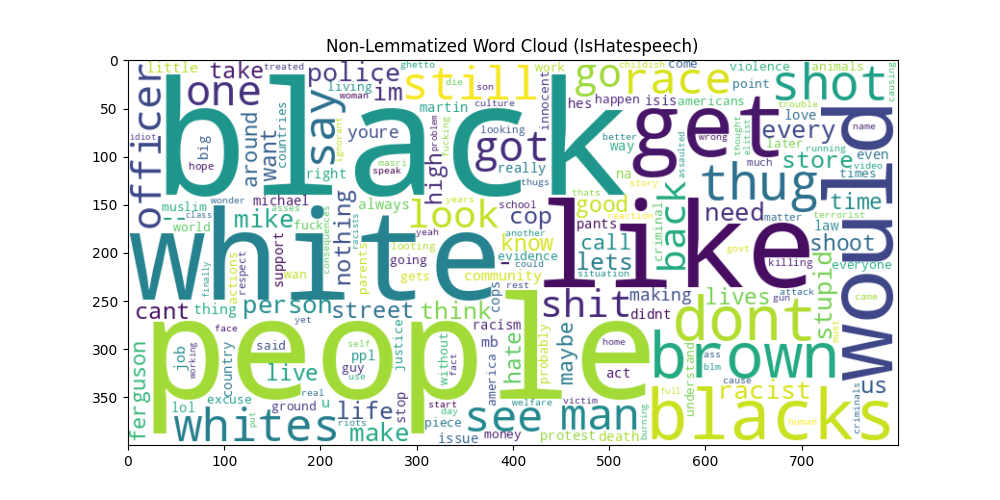 Non-Lemmatized Word Cloud (IsHatespeech)
0
50
100
150
200
250
300
350
0 100 200 300 400 500 600 700
little take police ghetto work come violence animals
treated living im still childish point shot causing
officer one say woman die son go race
idiot big around want countries black culture martin innocent hes happen isis americans trouble love name
hope youre ignorant problem fucking looking got better way get wrong thought elitist every later running even
right masri speak high really na assaulted much store video times
thugs story thats thug would
muslim wonder michael always school good back need matter terrorist time
-- class mike asses nothing racists look cop pants reaction criminal law
world fuck yeah another know call shoot
white looting evidence like lets situation govt killing everyone
finally actions respect support wan consequences parents going gets community could rest - attack gun came
cant thing person street think cops shit making lives stupid must
yet racism didnt dont
ferguson face said self ppl justice people mb probably maybe home brown
job working country live guy use without fact america hate act understand ass blm cause racist us
lol excuse real u stop start welfare victim full
whites put ground life day piece see man blacks human criminals
riots make issue money protest death burning